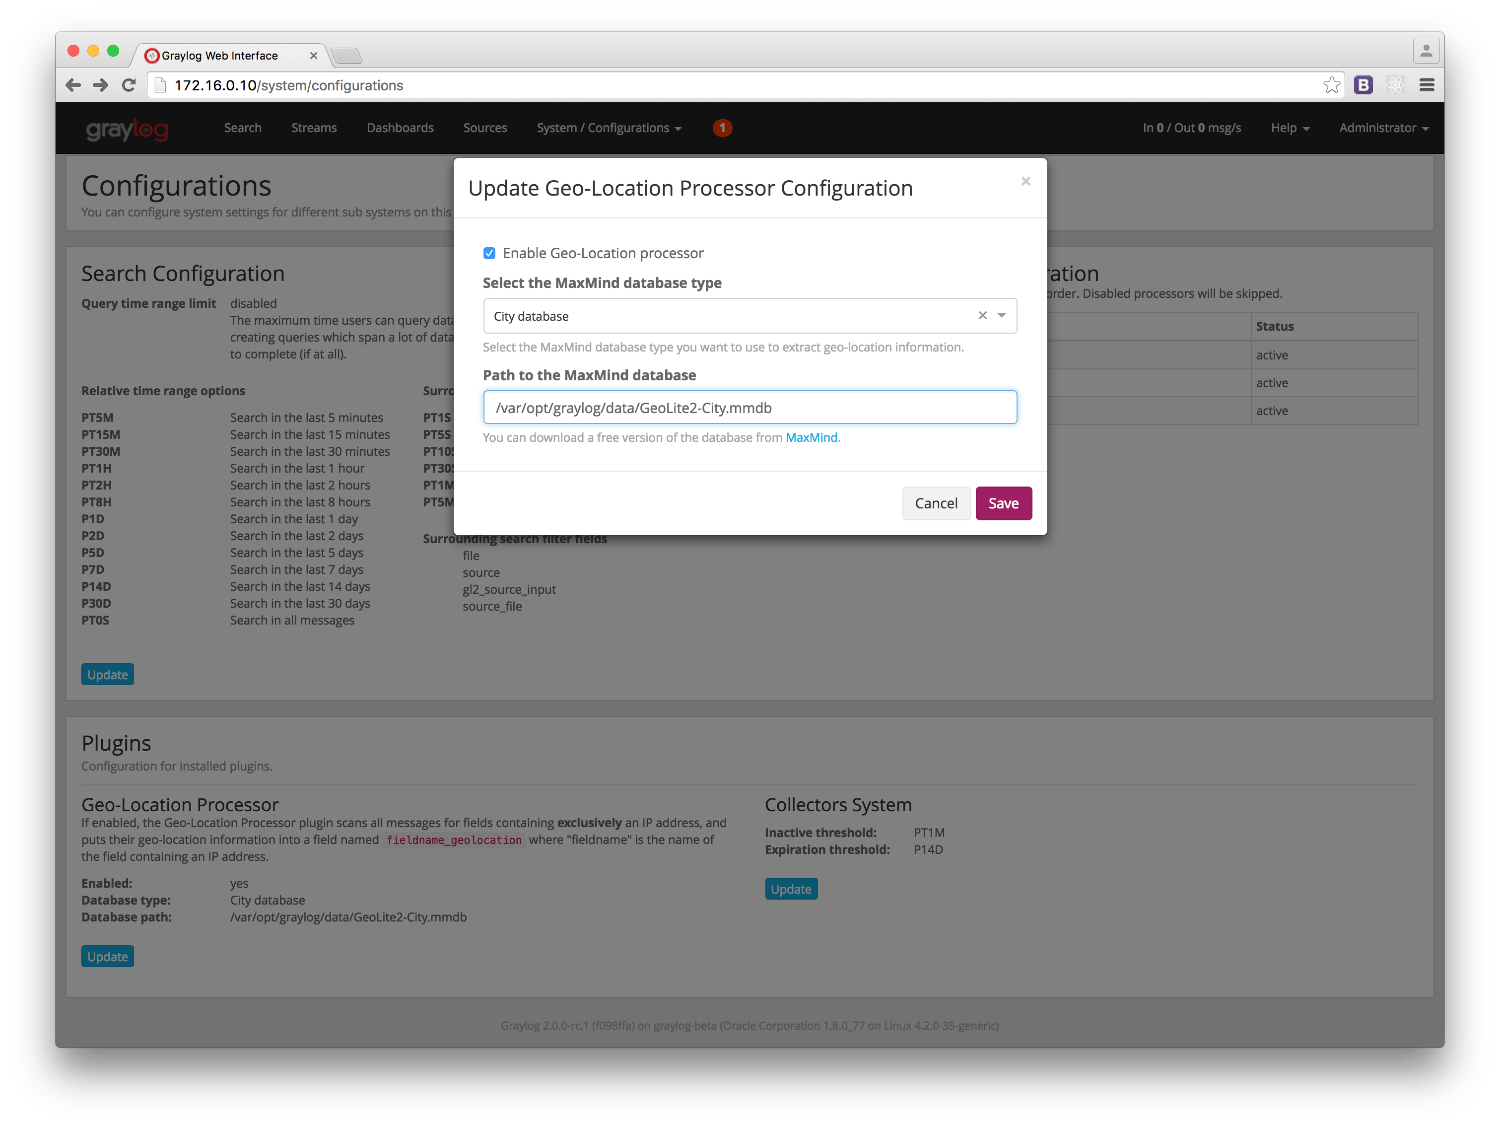 Graylog Web Interface
172.16.0.10/system/configurations
graylog Search Streams Dashboards Sources System / Configurations 1 In 0 / Out 0 msg/s Help Administrator
Configurations
You can configure system settings for different sub systems on this
Update Geo-Location Processor Configuration
Enable Geo-Location processor
Select the MaxMind database type
City database
Select the MaxMind database type you want to use to extract geo-location information.
Path to the MaxMind database
/var/opt/graylog/data/GeoLite2-City.mmdb
You can download a free version of the database from MaxMind.
Cancel Save
Search Configuration
Query time range limit disabled
The maximum time users can query data
creating queries which span a lot of data
to complete (if at all).
Relative time range options
PT5M Search in the last 5 minutes
PT15M Search in the last 15 minutes
PT30M Search in the last 30 minutes
PT1H Search in the last 1 hour
PT2H Search in the last 2 hours
PT8H Search in the last 8 hours
P1D Search in the last 1 day
P2D Search in the last 2 days
P5D Search in the last 5 days
P7D Search in the last 7 days
P14D Search in the last 14 days
P30D Search in the last 30 days
PT0S Search in all messages
Update
PT1S
PT5S
PT10S
PT30S
PT1M
PT5M
Surrounding search filter fields
file
source
gl2_source_input
source_file
order. Disabled processors will be skipped.
Status
active
active
active
Plugins
Configuration for installed plugins.
Geo-Location Processor
If enabled, the Geo-Location Processor plugin scans all messages for fields containing exclusively an IP address, and
puts their geo-location information into a field named fieldname_geolocation where "fieldname" is the name of
the field containing an IP address.
Enabled: yes
Database type: City database
Database path: /var/opt/graylog/data/GeoLite2-City.mmdb
Update
Collectors System
Inactive threshold: PT1M
Expiration threshold: P14D
Update
Graylog 2.0.0-rc.1 (f098ffa) on graylog-beta (Oracle Corporation 1.8.0_77 on Linux 4.2.0-35-generic)